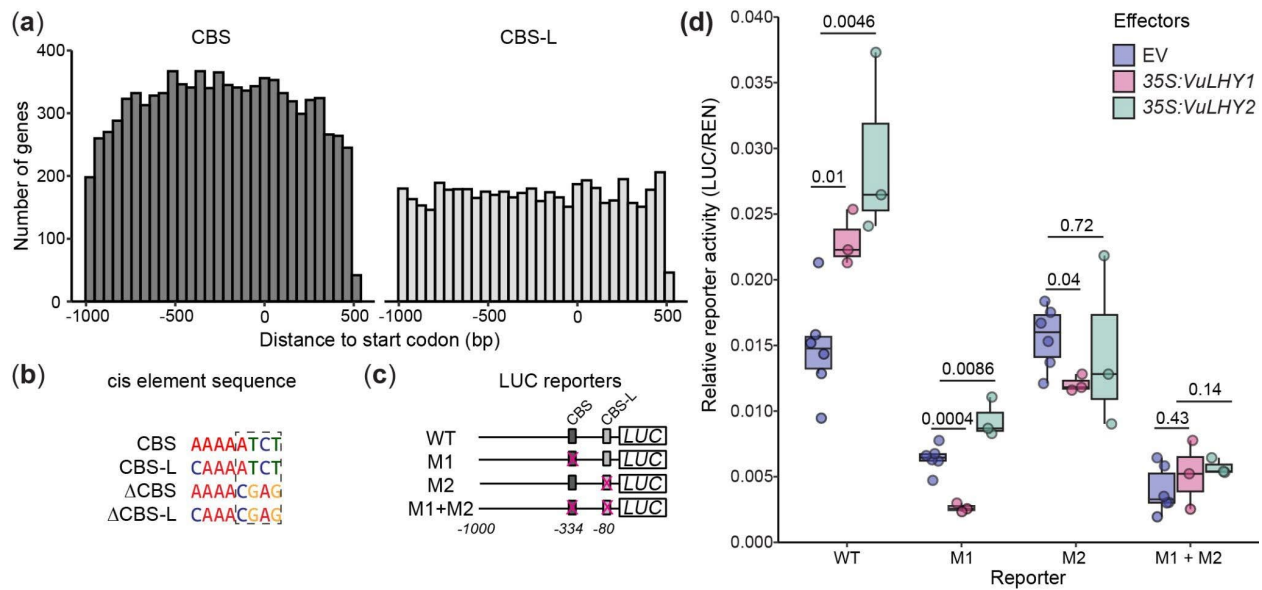 (a)
CBS
CBS-L
Number of genes
400
300
200
100
0
-1000
-500
0
500
-1000
-500
0
500
Distance to start codon (bp)
(b)
cis element sequence
CBS AAAAATCT
CBS-L CAAAATCT
ΔCBS AAAACGAG
ΔCBS-L CAAACGAG
(c)
LUC reporters
CBS
CBS-L
WT LUC
M1 LUC
M2 LUC
M1+M2 LUC
-1000 -334 -80
(d)
Relative reporter activity (LUC/REN)
0.040
0.035
0.030
0.025
0.020
0.015
0.010
0.005
0.000
Effectors
EV
35S:VuLHY1
35S:VuLHY2
0.0046
0.01
0.0086
0.0004
0.72
0.04
0.14
0.43
WT
M1
M2
M1 + M2
Reporter